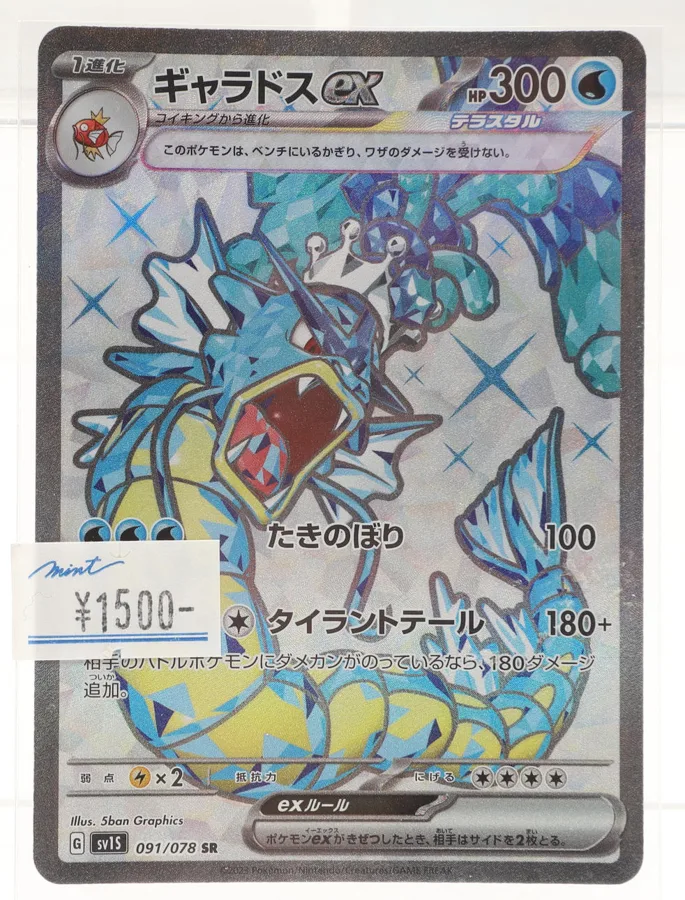 1進化
ギャラドスex
HP300
コイキングから進化
テラスタル
このポケモンは、ベンチにいるかぎり、ワザのダメージを受けない。
たきのぼり 100
mint
¥1500-
タイラントテール 180+
相手のバトルポケモンにダメカンがのっているなら、180ダメージ
追加。
弱点 ×2 抵抗力 にげる
exルール
ポケモンexがきぜつしたとき、相手はサイドを2枚とる。
Illus. 5ban Graphics
G sv1S 091/078 SR
©2023 Pokémon/Nintendo/Creatures/GAME FREAK